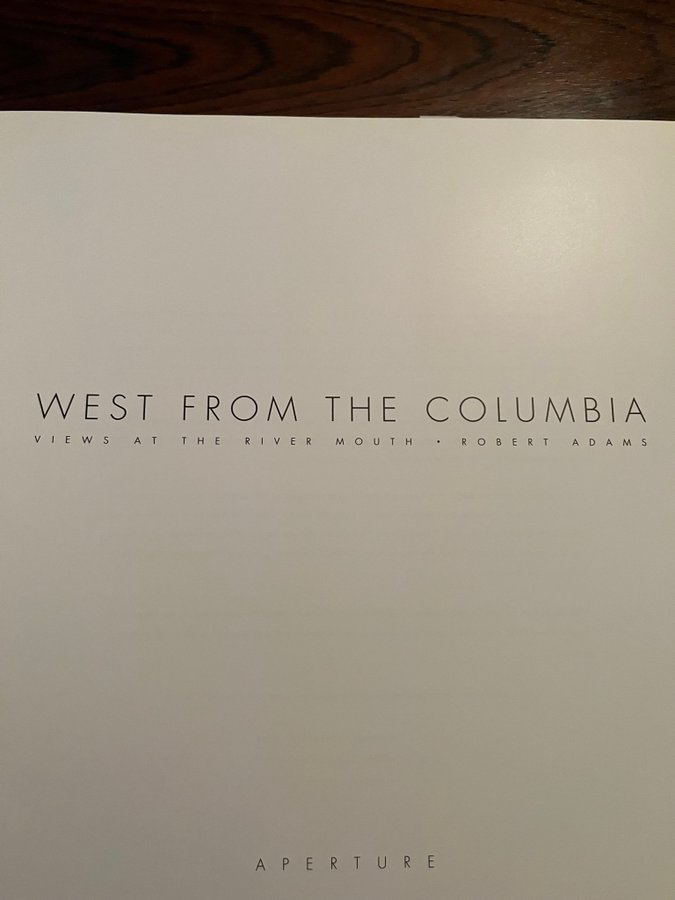 WEST FROM THE COLUMBIA
VIEWS AT THE RIVER MOUTH • ROBERT ADAMS
APERTURE